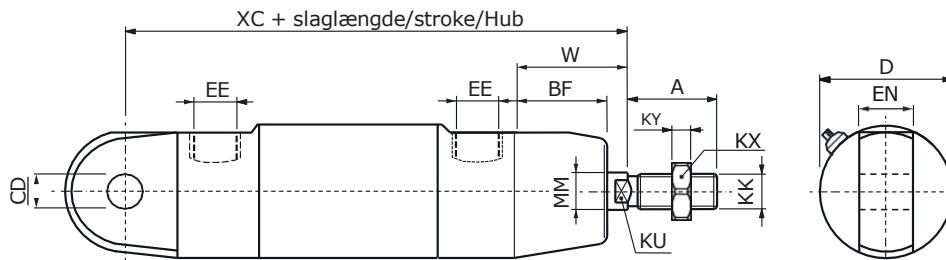 XC + slaglængde/stroke/Hub
W
D
EE
EE
BF
A
EN
KY
KX
CD
MM
KK
KU